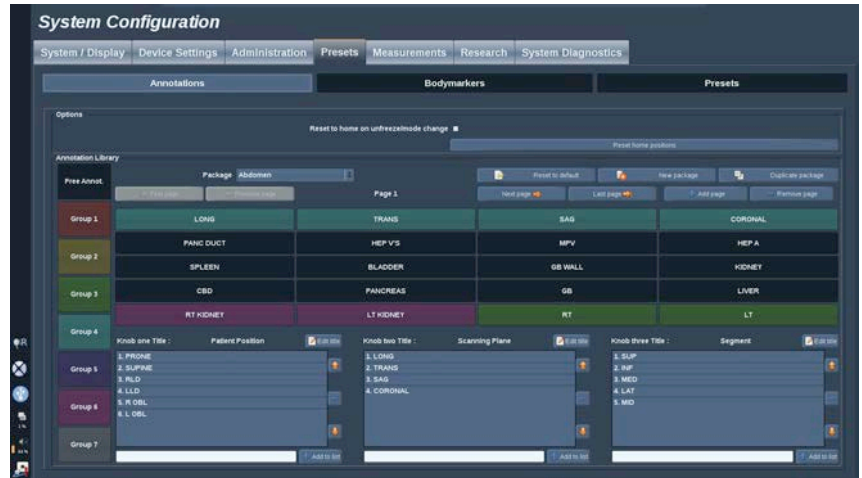 System Configuration
System / Display Device Settings Administration Presets Measurements Research System Diagnostics
Annotations Bodymarkers Presets
Options
Reset to home on unfreeze/mode change
Reset home positions
Annotation Library
Free Annot. Package Abdomen Reset to default New package Duplicate package
Page 1 Next page Last page Add page Remove page
Group 1 LONG TRANS SAG CORONAL
PANC DUCT HEP V'S MPV HEP A
Group 2
SPLEEN BLADDER GB WALL KIDNEY
Group 3 CBD PANCREAS GB LIVER
RT KIDNEY LT KIDNEY RT LT
Group 4
Knob one Title : Patient Position Edit title Knob two Title : Scanning Plane Edit title Knob three Title : Segment Edit title
1. PRONE 1. LONG 1. SUP
2. SUPINE 2. TRANS 2. INF
Group 5 3. RLD 3. SAG 3. MED
4. LLD 4. CORONAL 4. LAT
Group 6 5. R OBL 5. MID
6. L OBL
Group 7
Add to list Add to list Add to list